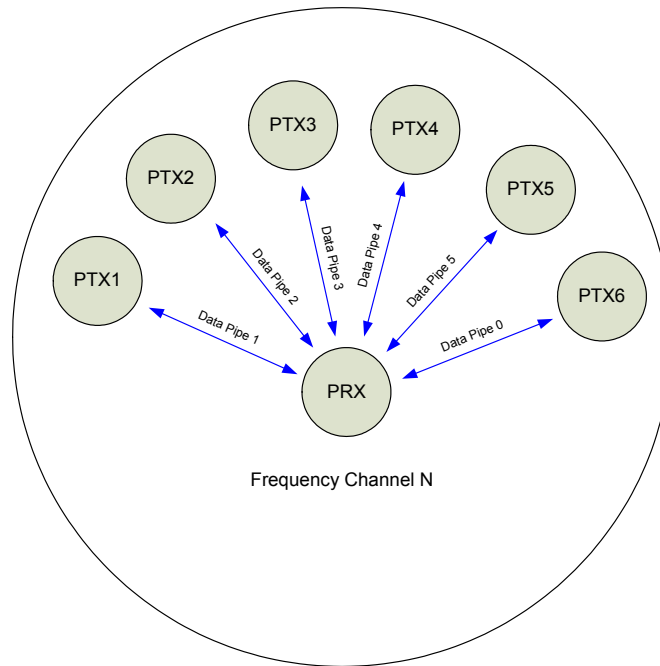 PTX3
PTX4
PTX2
PTX5
PTX1
PTX6
Data Pipe 1
Data Pipe 2
Data Pipe 3
Data Pipe 4
Data Pipe 5
Data Pipe 0
PRX
Frequency Channel N